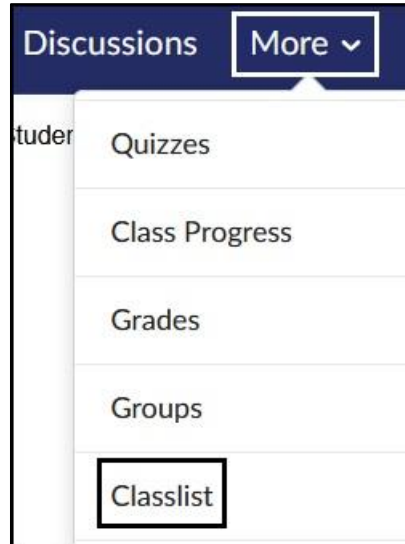 Discussions More
Quizzes
Class Progress
Grades
Groups
Classlist